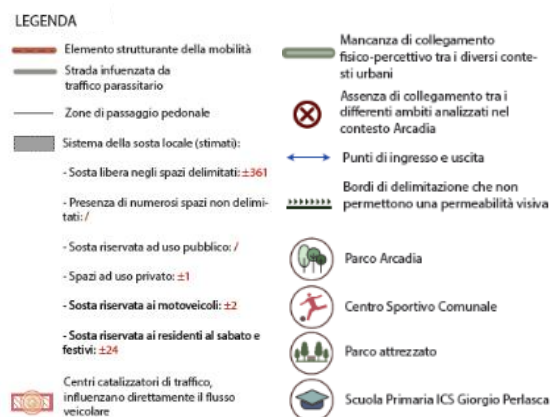 LEGENDA
Elemento strutturante della mobilità
Strada infuenzata da
traffico parassitario
Zone di passaggio pedonale
Sistema della sosta locale (stimati):
- Sosta libera negli spazi delimitati: ±361
- Presenza di numerosi spazi non delimi-
tati: /
- Sosta riservata ad uso pubblico: /
- Spazi ad uso privato: ±1
- Sosta riservata ai motoveicoli: ±2
- Sosta riservata ai residenti al sabato e
festivi: ±24
Centri catalizzatori di traffico,
influenzano direttamente il flusso
veicolare
Mancanza di collegamento
fisico-percettivo tra i diversi conte-
sti urbani
Assenza di collegamento tra i
differenti ambiti analizzati nel
contesto Arcadia
Punti di ingresso e uscita
Bordi di delimitazione che non
permettono una permeabilità visiva
Parco Arcadia
Centro Sportivo Comunale
Parco attrezzato
Scuola Primaria ICS Giorgio Perlasca